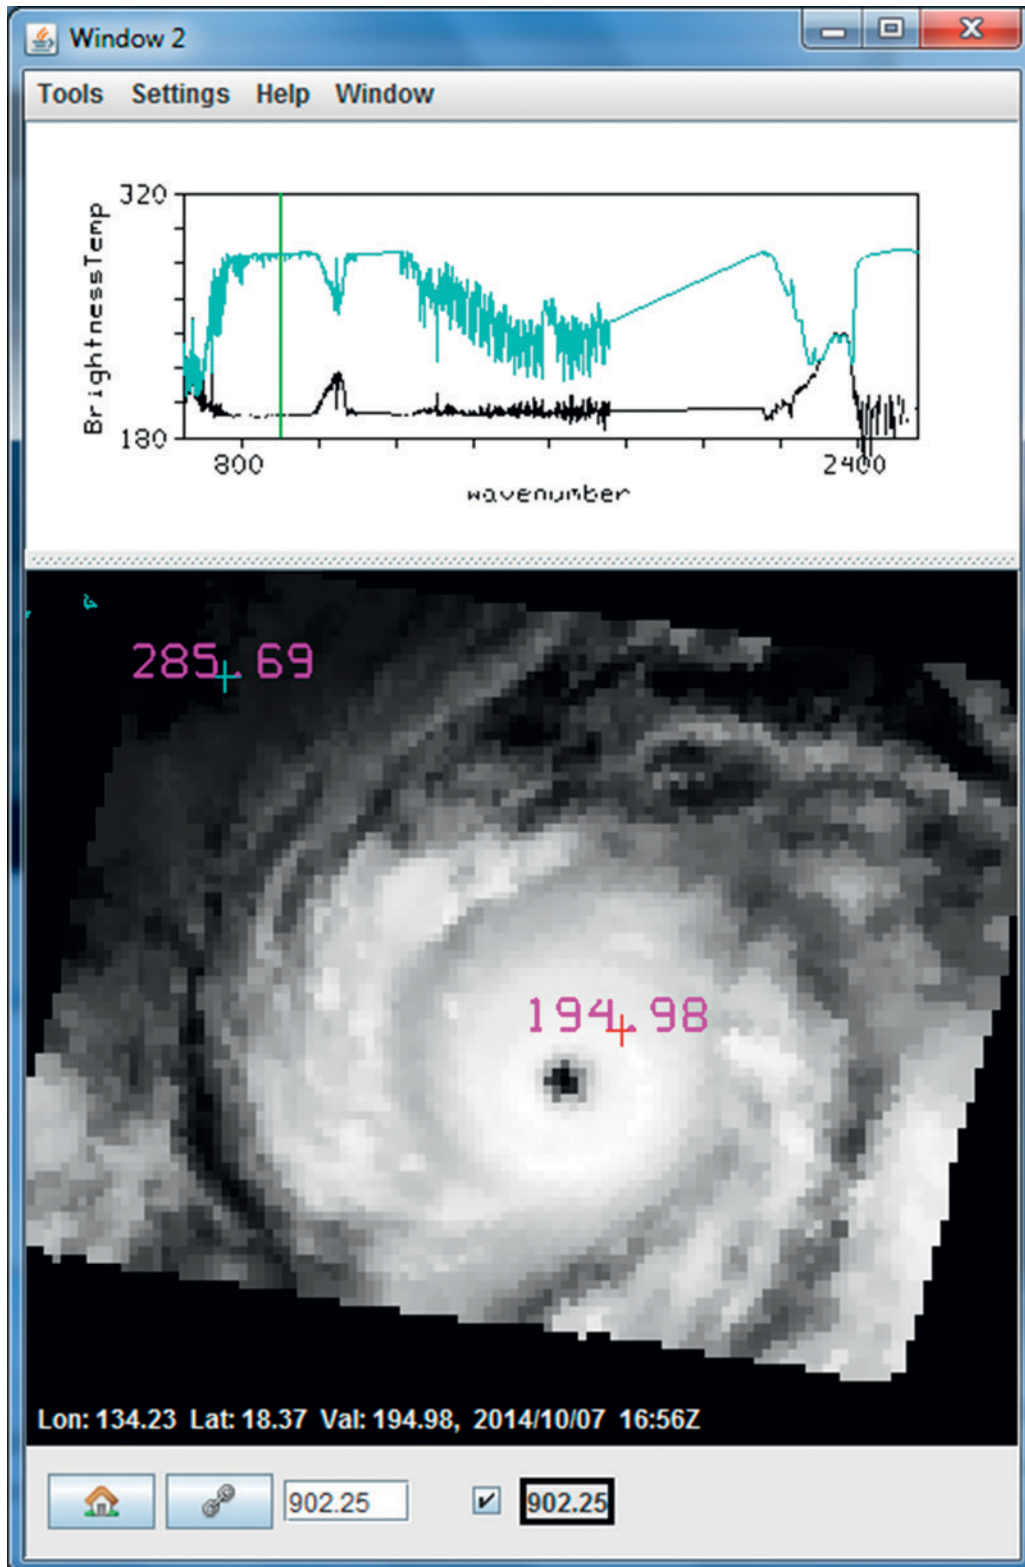 Window 2
Tools Settings Help Window
320
BrightnessTemp
180
800
2400
wavenumber
285.69
194.98
Lon: 134.23 Lat: 18.37 Val: 194.98, 2014/10/07 16:56Z
902.25
902.25